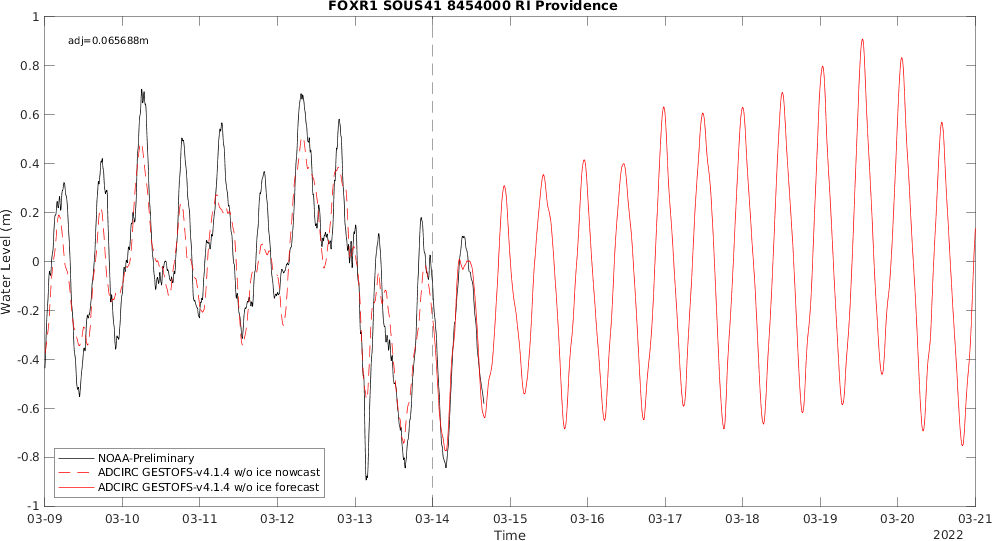 FOXR1 SOUS41 8454000 RI Providence
adj=0.065688m
Water Level (m)
1
0.8
0.6
0.4
0.2
0
-0.2
-0.4
-0.6
-0.8
-1
NOAA-Preliminary
ADCIRC GESTOFS-v4.1.4 w/o ice nowcast
ADCIRC GESTOFS-v4.1.4 w/o ice forecast
03-09 03-10 03-11 03-12 03-13 03-14 03-15 03-16 03-17 03-18 03-19 03-20 03-21
Time
2022